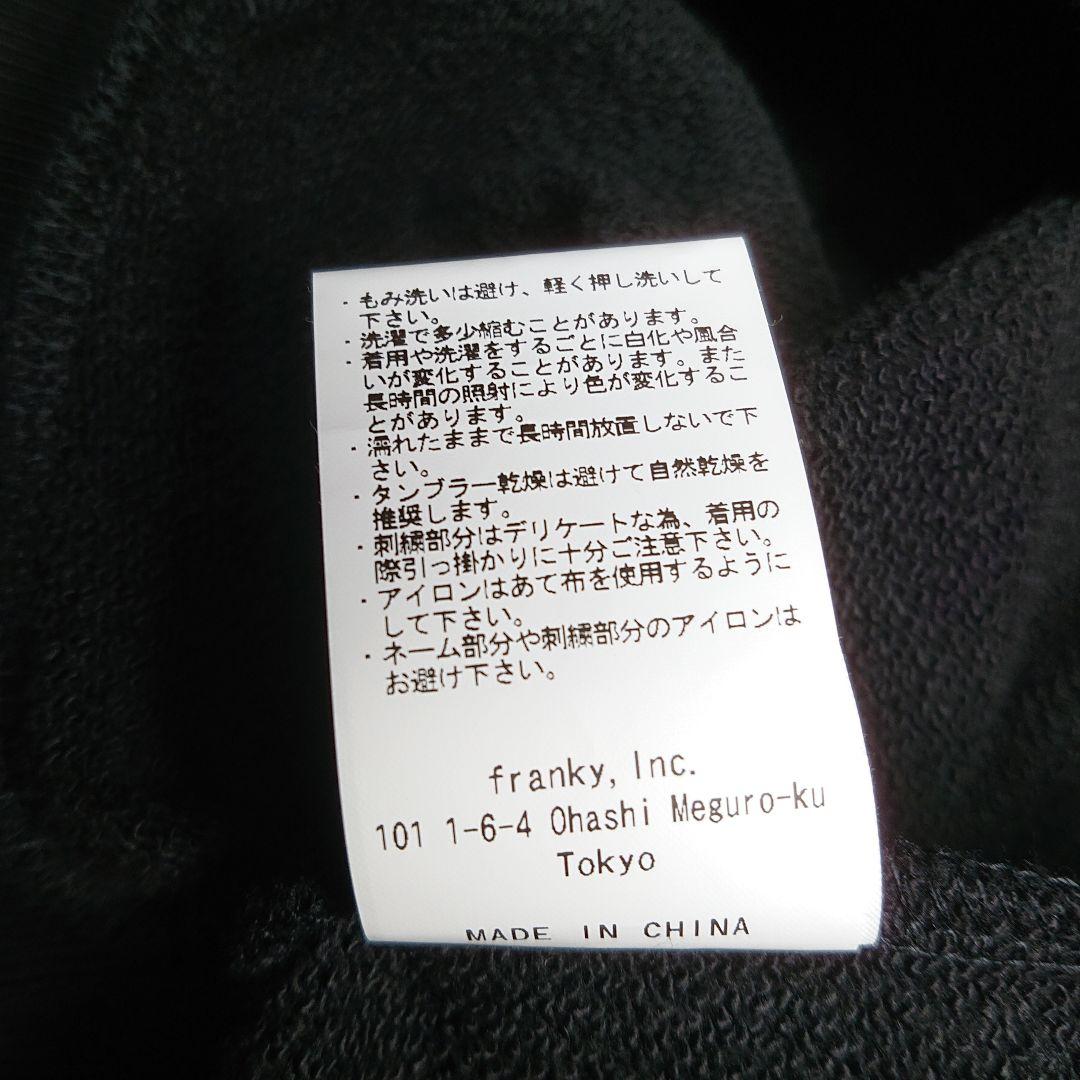 ・もみ洗いは避け、軽く押し洗いして
下さい。
・洗濯で多少縮むことがあります。
・着用や洗濯をするごとに白化や風合
いが変化することがあります。また
長時間の照射により色が変化するこ
とがあります。
・濡れたままで長時間放置しないで下
さい。
・タンブラー乾燥は避けて自然乾燥を
推奨します。
・刺繍部分はデリケートな為、着用の
際引っ掛かりに十分ご注意下さい。
・アイロンはあて布を使用するように
して下さい。
・ネーム部分や刺繍部分のアイロンは
お避け下さい。
franky, Inc.
101 1-6-4 Ohashi Meguro-ku
Tokyo
MADE IN CHINA